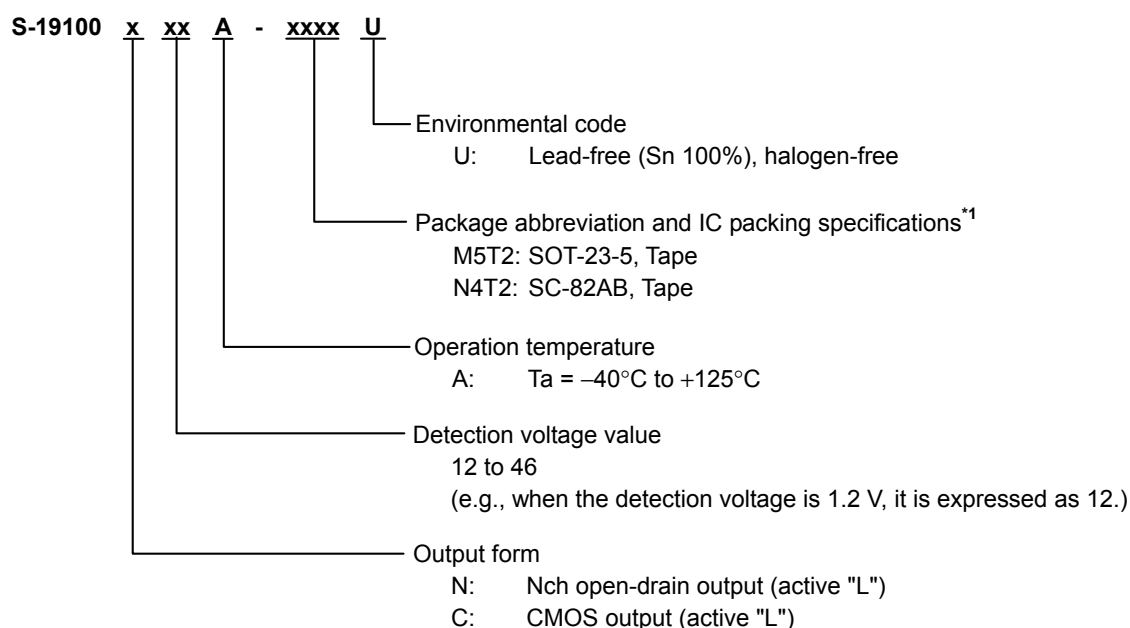 S-19100 x xx A - xxxx U
Environmental code
U: Lead-free (Sn 100%), halogen-free
Package abbreviation and IC packing specifications*1
M5T2: SOT-23-5, Tape
N4T2: SC-82AB, Tape
Operation temperature
A: Ta = −40°C to +125°C
Detection voltage value
12 to 46
(e.g., when the detection voltage is 1.2 V, it is expressed as 12.)
Output form
N: Nch open-drain output (active "L")
C: CMOS output (active "L")